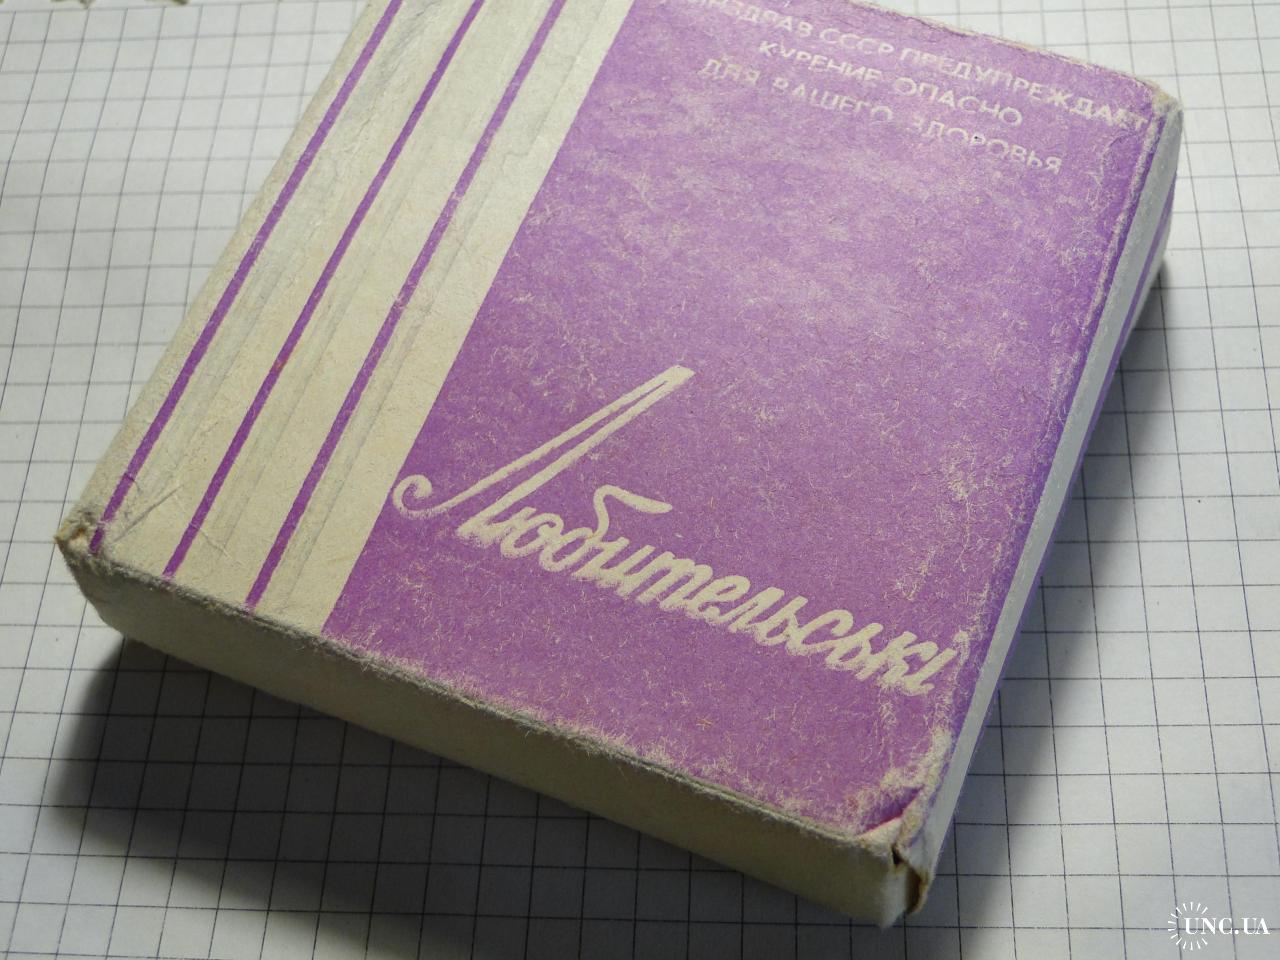 МИНЗДРАВ СССР ПРЕДУПРЕЖДАЕТ
КУРЕНИЕ ОПАСНО
ДЛЯ ВАШЕГО ЗДОРОВЬЯ
Любительські
UNC.UA